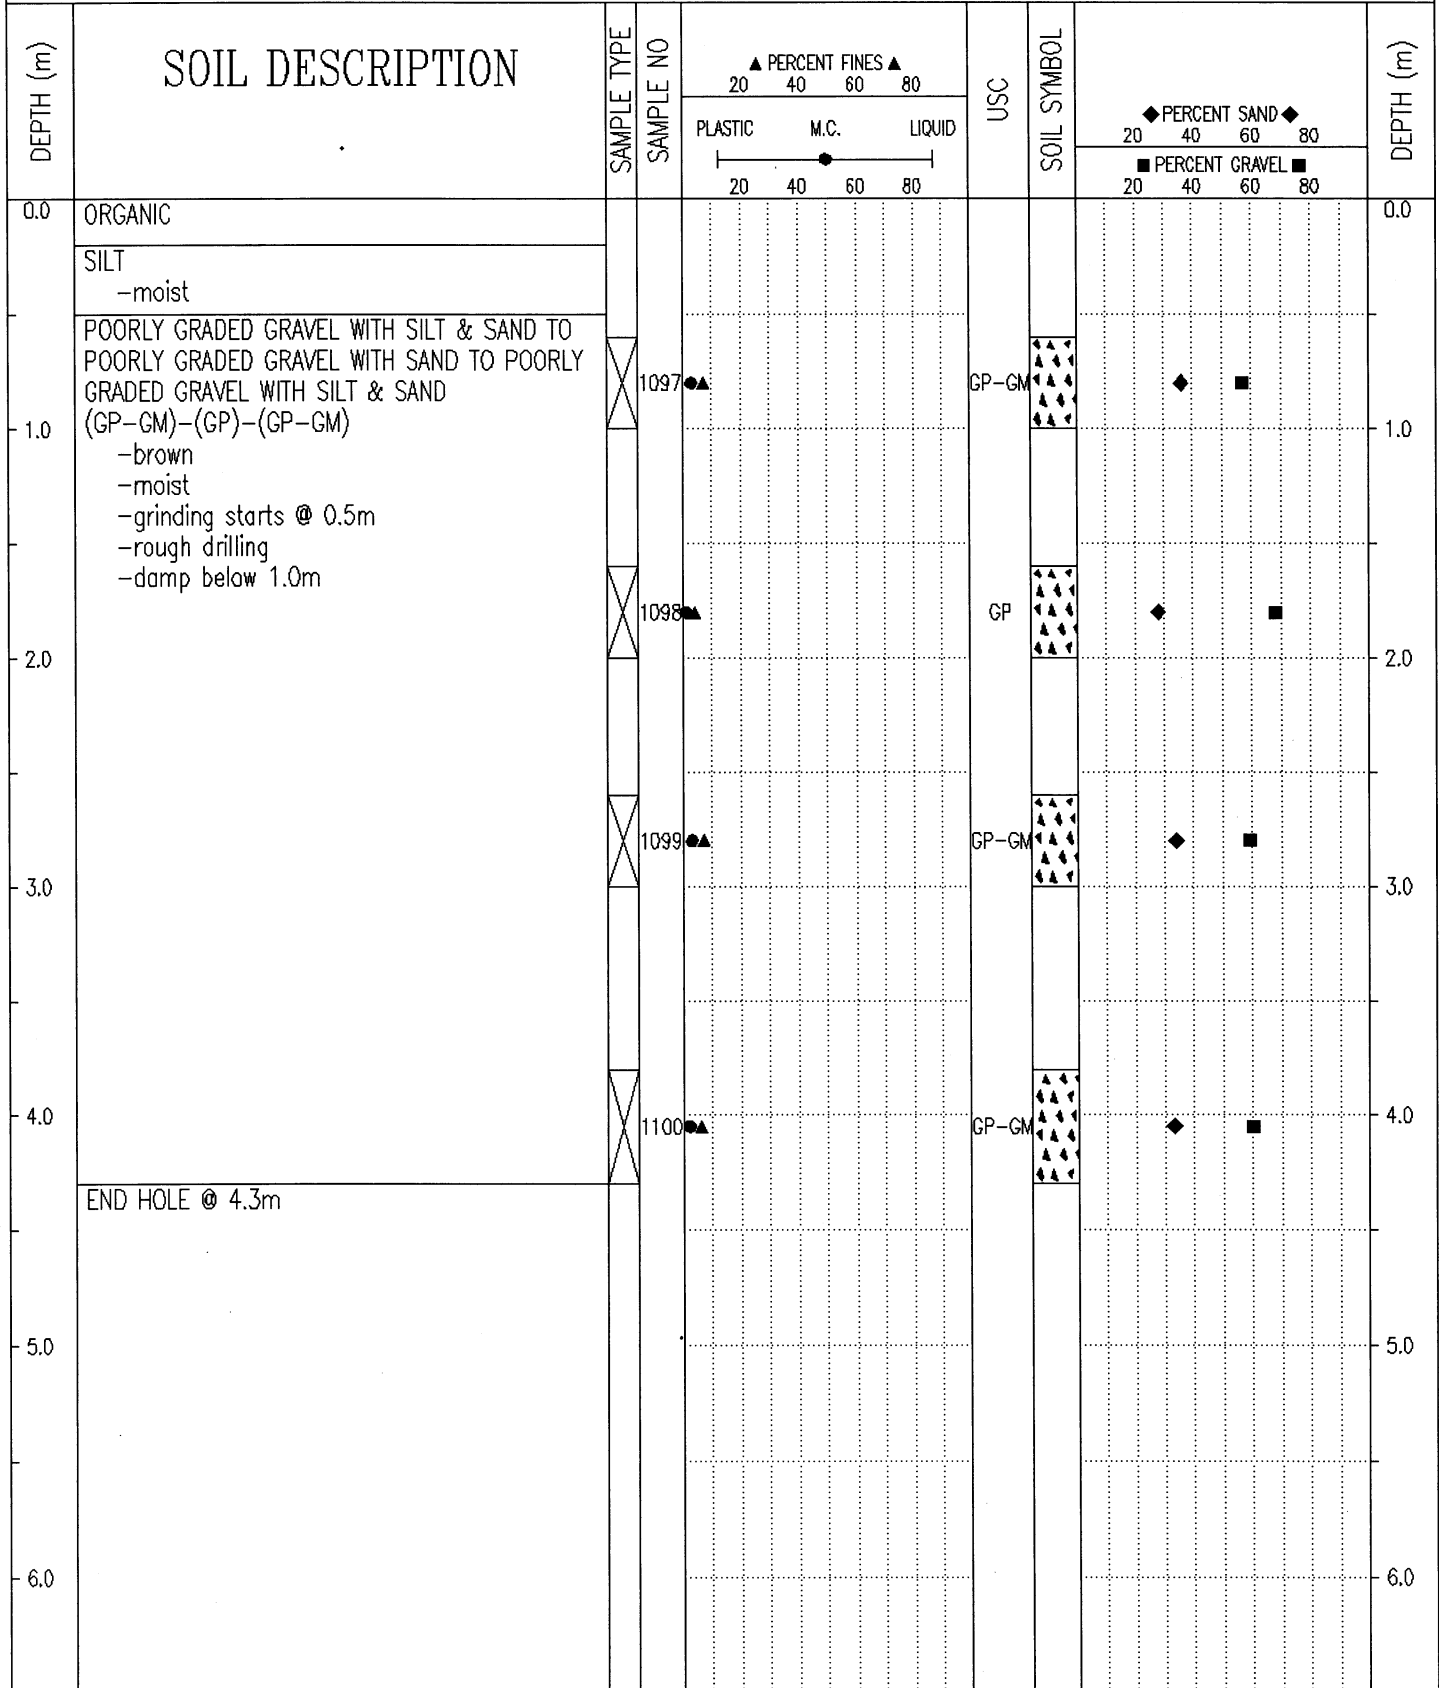 DEPTH (m)
SOIL DESCRIPTION
SAMPLE TYPE
SAMPLE NO
▲ PERCENT FINES ▲
20 40 60 80
PLASTIC M.C. LIQUID
20 40 60 80
USC
SOIL SYMBOL
◆ PERCENT SAND ◆
20 40 60 80
■ PERCENT GRAVEL ■
20 40 60 80
DEPTH (m)
0.0 ORGANIC 0.0
SILT
-moist
POORLY GRADED GRAVEL WITH SILT & SAND TO
POORLY GRADED GRAVEL WITH SAND TO POORLY
GRADED GRAVEL WITH SILT & SAND
(GP-GM)-(GP)-(GP-GM)
1097 GP-GM
1.0 1.0
-brown
-moist
-grinding starts @ 0.5m
-rough drilling
-damp below 1.0m
1098 GP
2.0 2.0
1099 GP-GM
3.0 3.0
4.0 4.0
1100 GP-GM
END HOLE @ 4.3m
5.0 5.0
6.0 6.0